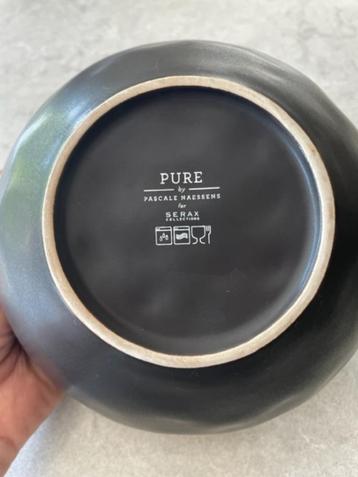 PURE
by
PASCALE NAESSENS
for
SERAX
COLLECTIONS